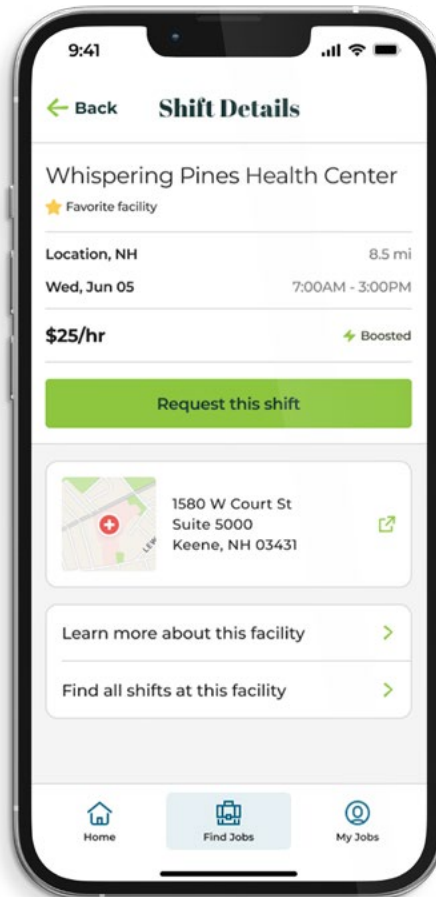 9:41
Back
Shift Details
Whispering Pines Health Center
Favorite facility
Location, NH 8.5 mi
Wed, Jun 05 7:00AM - 3:00PM
$25/hr Boosted
Request this shift
1580 W Court St
Suite 5000
Keene, NH 03431
LEW
Learn more about this facility
Find all shifts at this facility
Home Find Jobs My Jobs